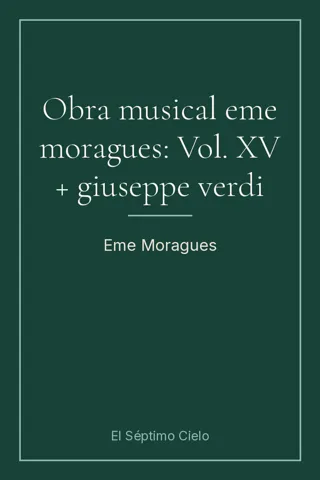 Obra musical eme
moragues: Vol. XV
+ giuseppe verdi
Eme Moragues
El Séptimo Cielo